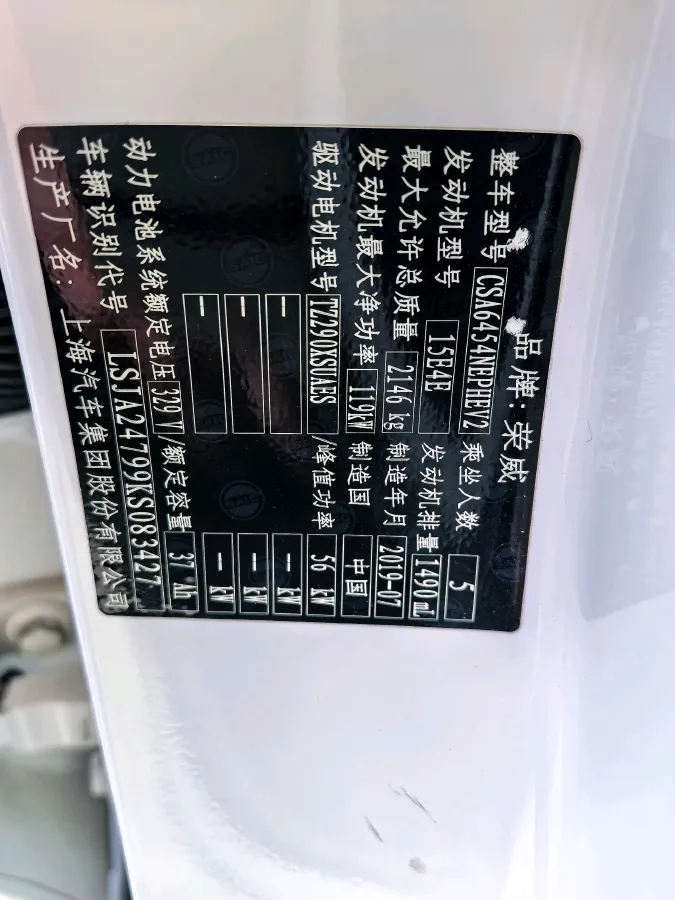 品牌: 荣威
整车型号 CSA6454NEPHEV2 乘坐人数 5
发动机型号 15E4E 发动机排量 1490 mL
最大允许总质量 2146 kg 制造年月 2019-07
发动机最大净功率 119kW 制造国 中国
驱动电机型号 TZ290XSUAES /峰值功率 56 kW
— — kW
— — kW
— — kW
动力电池系统额定电压 329 V /额定容量 37 Ah
车辆识别代号 LSJA24799KS083427
生产厂名: 上海汽车集团股份有限公司